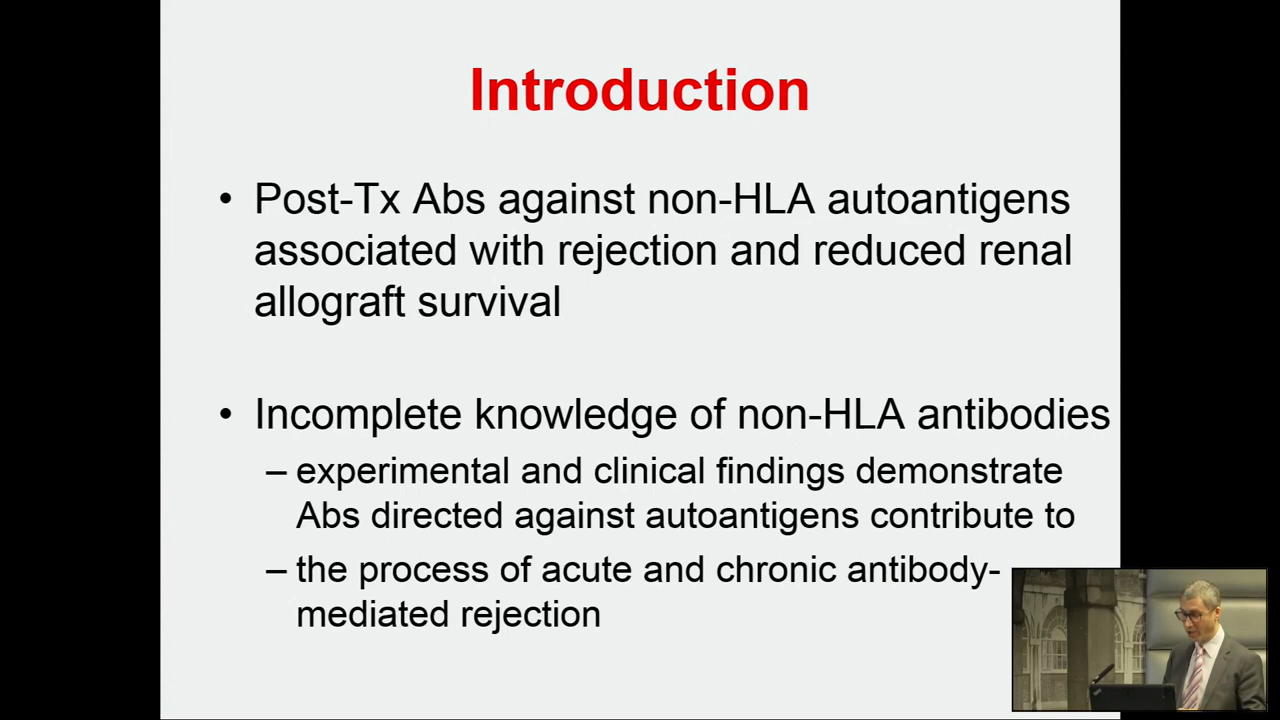 Introduction
• Post-Tx Abs against non-HLA autoantigens
associated with rejection and reduced renal
allograft survival
• Incomplete knowledge of non-HLA antibodies
– experimental and clinical findings demonstrate
Abs directed against autoantigens contribute to
– the process of acute and chronic antibody-
mediated rejection